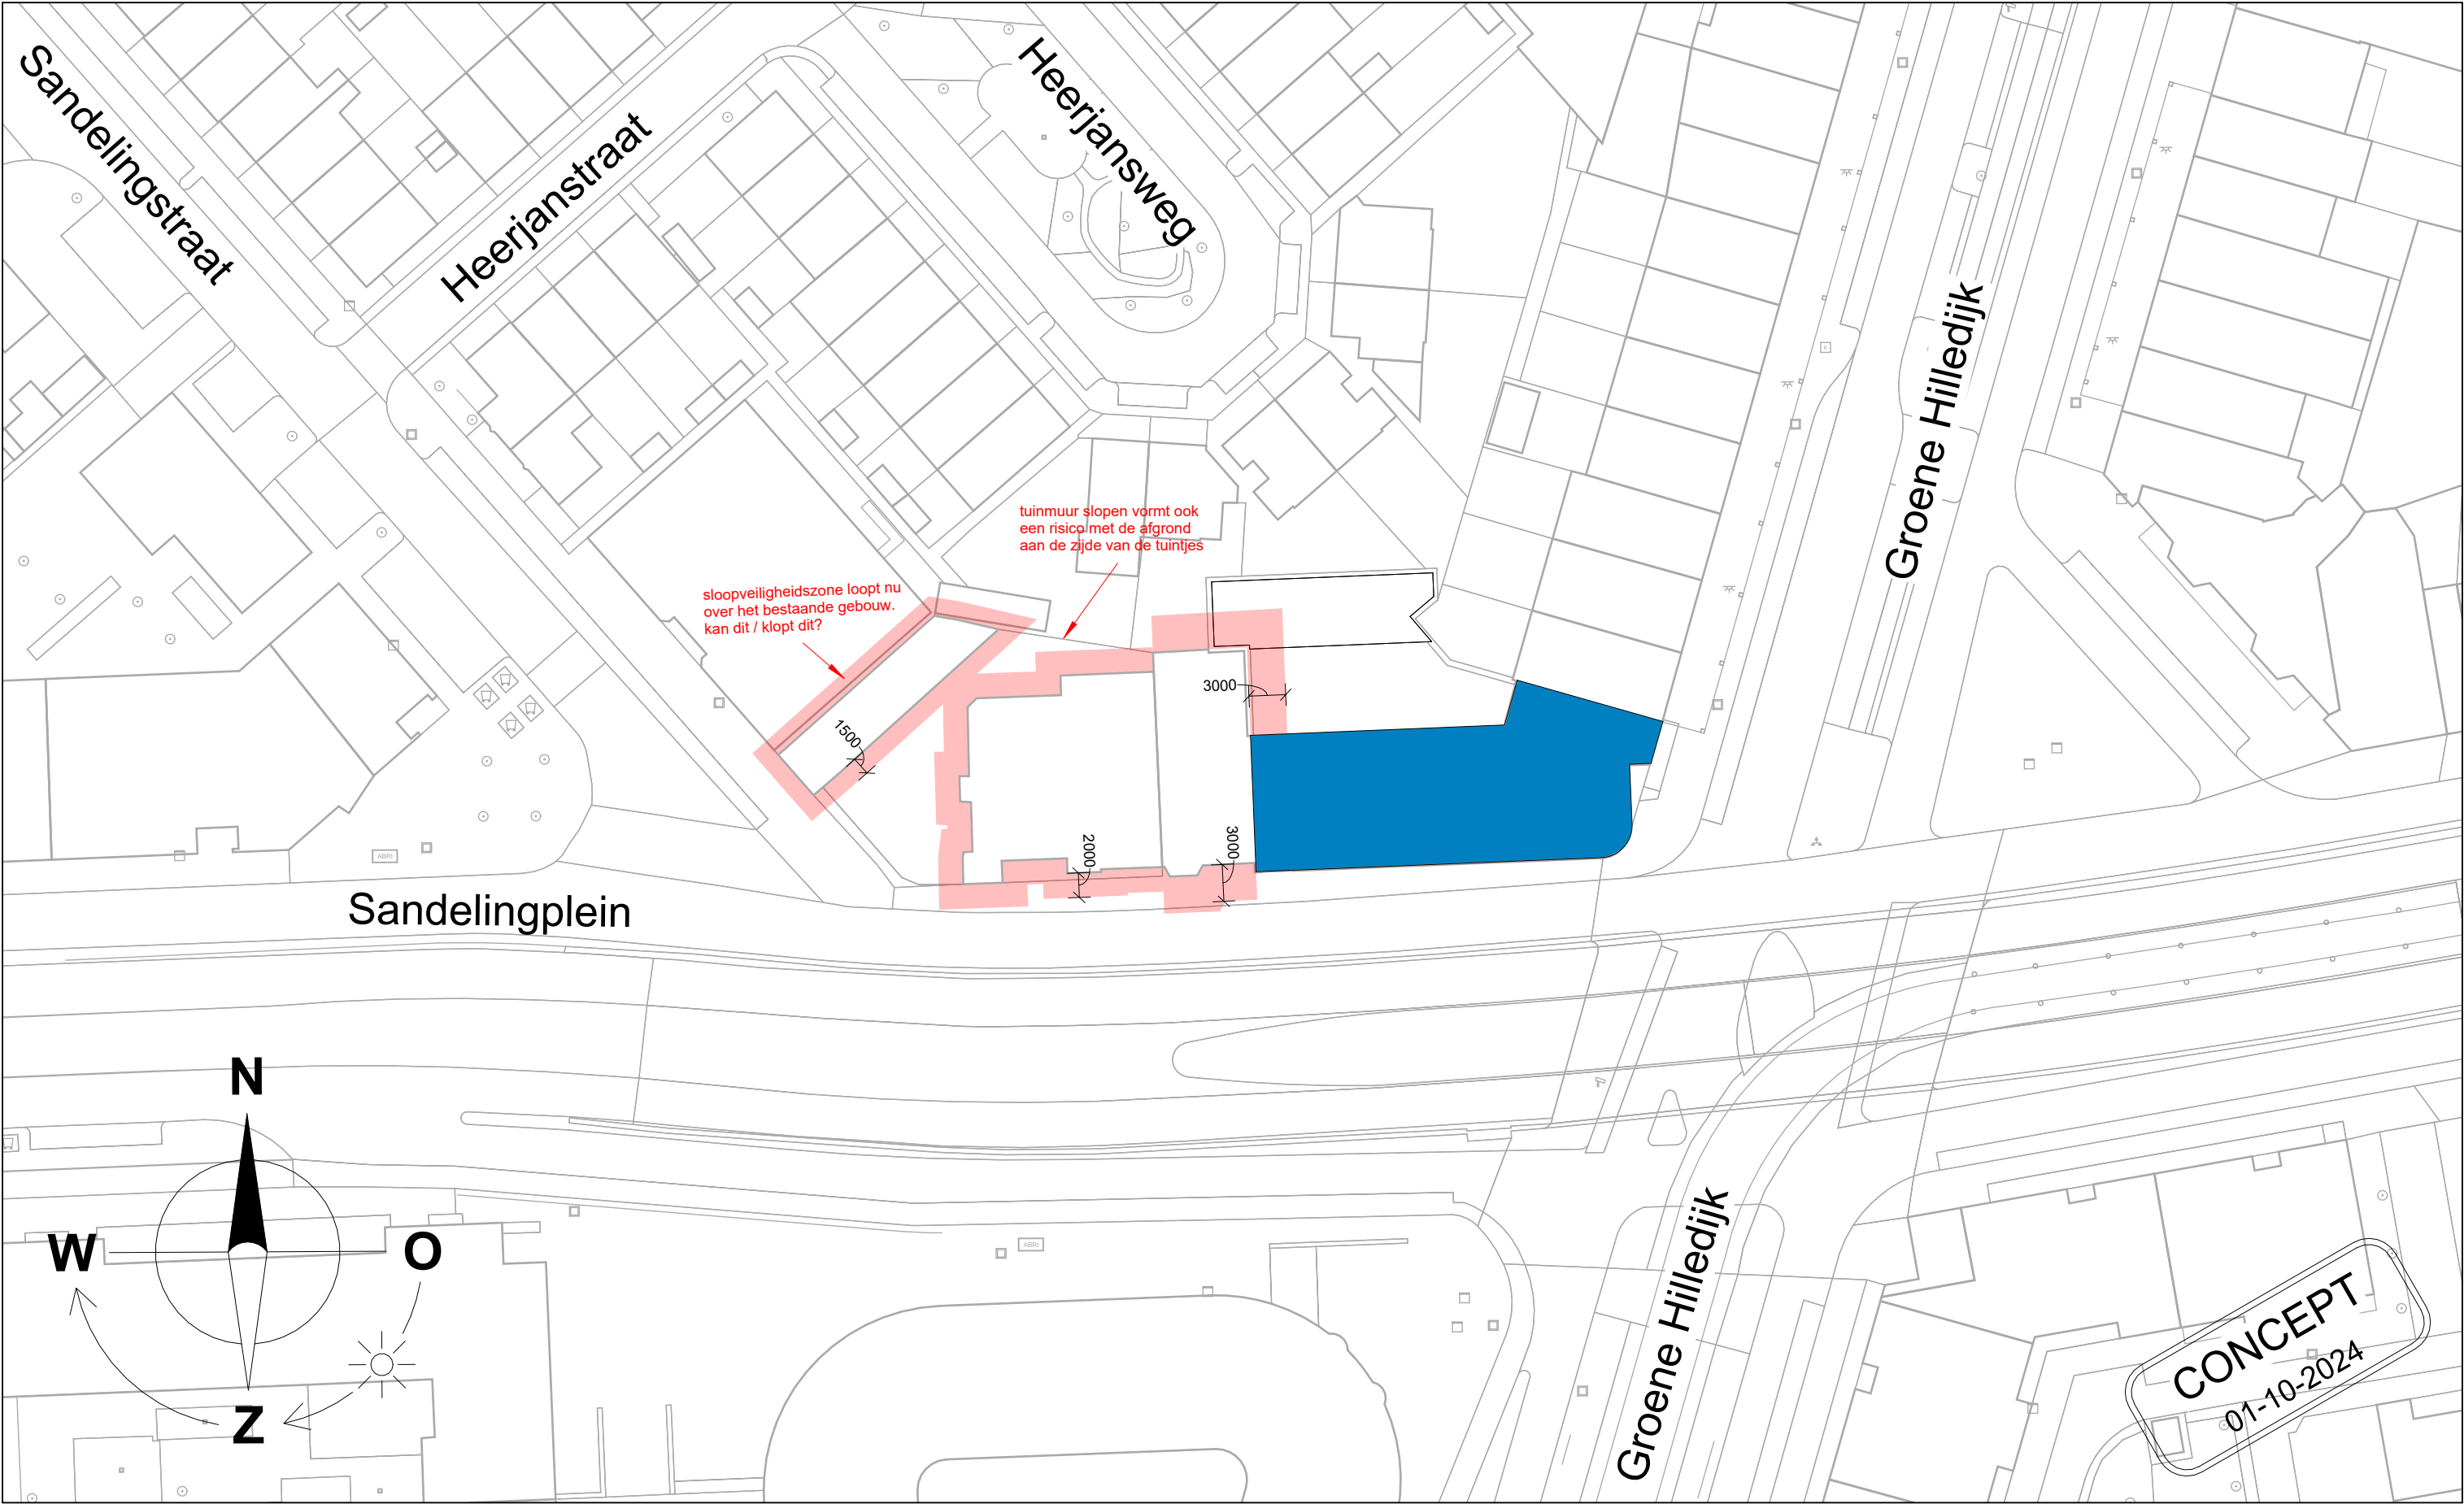 Sandelingstraat
Heerjanstraat
Heerjansweg
Groene Hilledijk
tuinmuur slopen vormt ook
een risico met de afgrond
aan de zijde van de tuintjes
sloopveiligheidszone loopt nu
over het bestaande gebouw.
kan dit / klopt dit?
3000
1500
2000
3000
ABRI
Sandelingplein
N
W
O
Z
ABRI
Groene Hilledijk
CONCEPT
01-10-2024